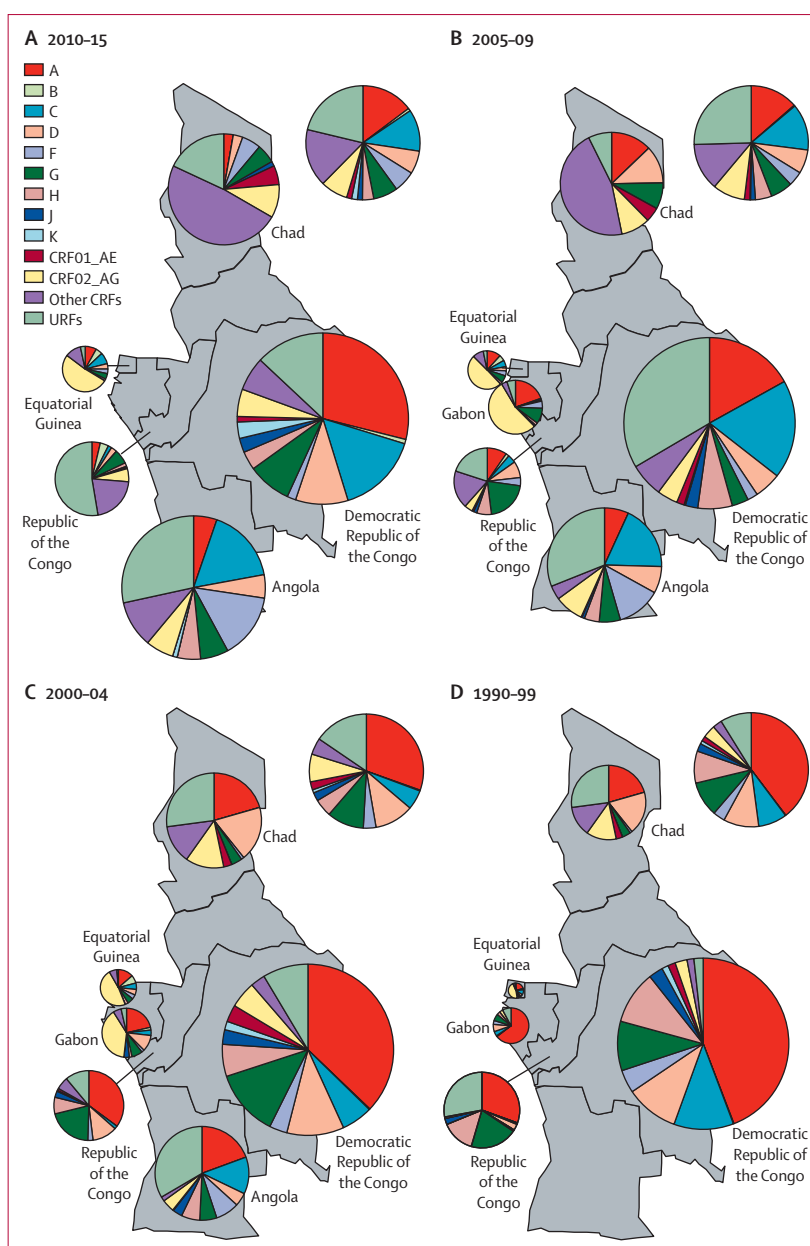 A 2010–15
A
B
C
D
F
G
H
J
K
CRF01_AE
CRF02_AG
Other CRFs
URFs
Chad
Equatorial
Guinea
Republic
of the
Congo
Democratic
Republic of
the Congo
Angola
B 2005–09
Chad
Equatorial
Guinea
Gabon
Republic
of the
Congo
Democratic
Republic of
the Congo
Angola
C 2000–04
Chad
Equatorial
Guinea
Gabon
Republic
of the
Congo
Democratic
Republic of
the Congo
Angola
D 1990–99
Chad
Equatorial
Guinea
Gabon
Republic
of the
Congo
Democratic
Republic of
the Congo